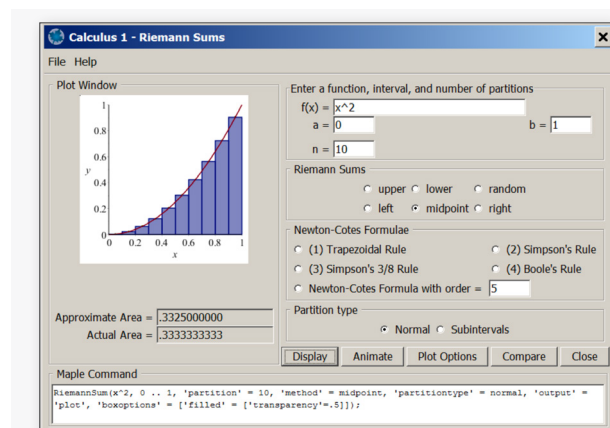 Calculus 1 - Riemann Sums
File Help
Plot Window
1
0.8
0.6
y
0.4
0.2
0
0 0.2 0.4 0.6 0.8 1
x
Approximate Area = .3325000000
Actual Area = .3333333333
Enter a function, interval, and number of partitions
f(x) = x^2
a = 0 b = 1
n = 10
Riemann Sums
upper lower random
left midpoint right
Newton-Cotes Formulae
(1) Trapezoidal Rule (2) Simpson's Rule
(3) Simpson's 3/8 Rule (4) Boole's Rule
Newton-Cotes Formula with order = 5
Partition type
Normal Subintervals
Display Animate Plot Options Compare Close
Maple Command
RiemannSum(x^2, 0 .. 1, 'partition' = 10, 'method' = midpoint, 'partitiontype' = normal, 'output' =
'plot', 'boxoptions' = ['filled' = ['transparency'=.5]]);